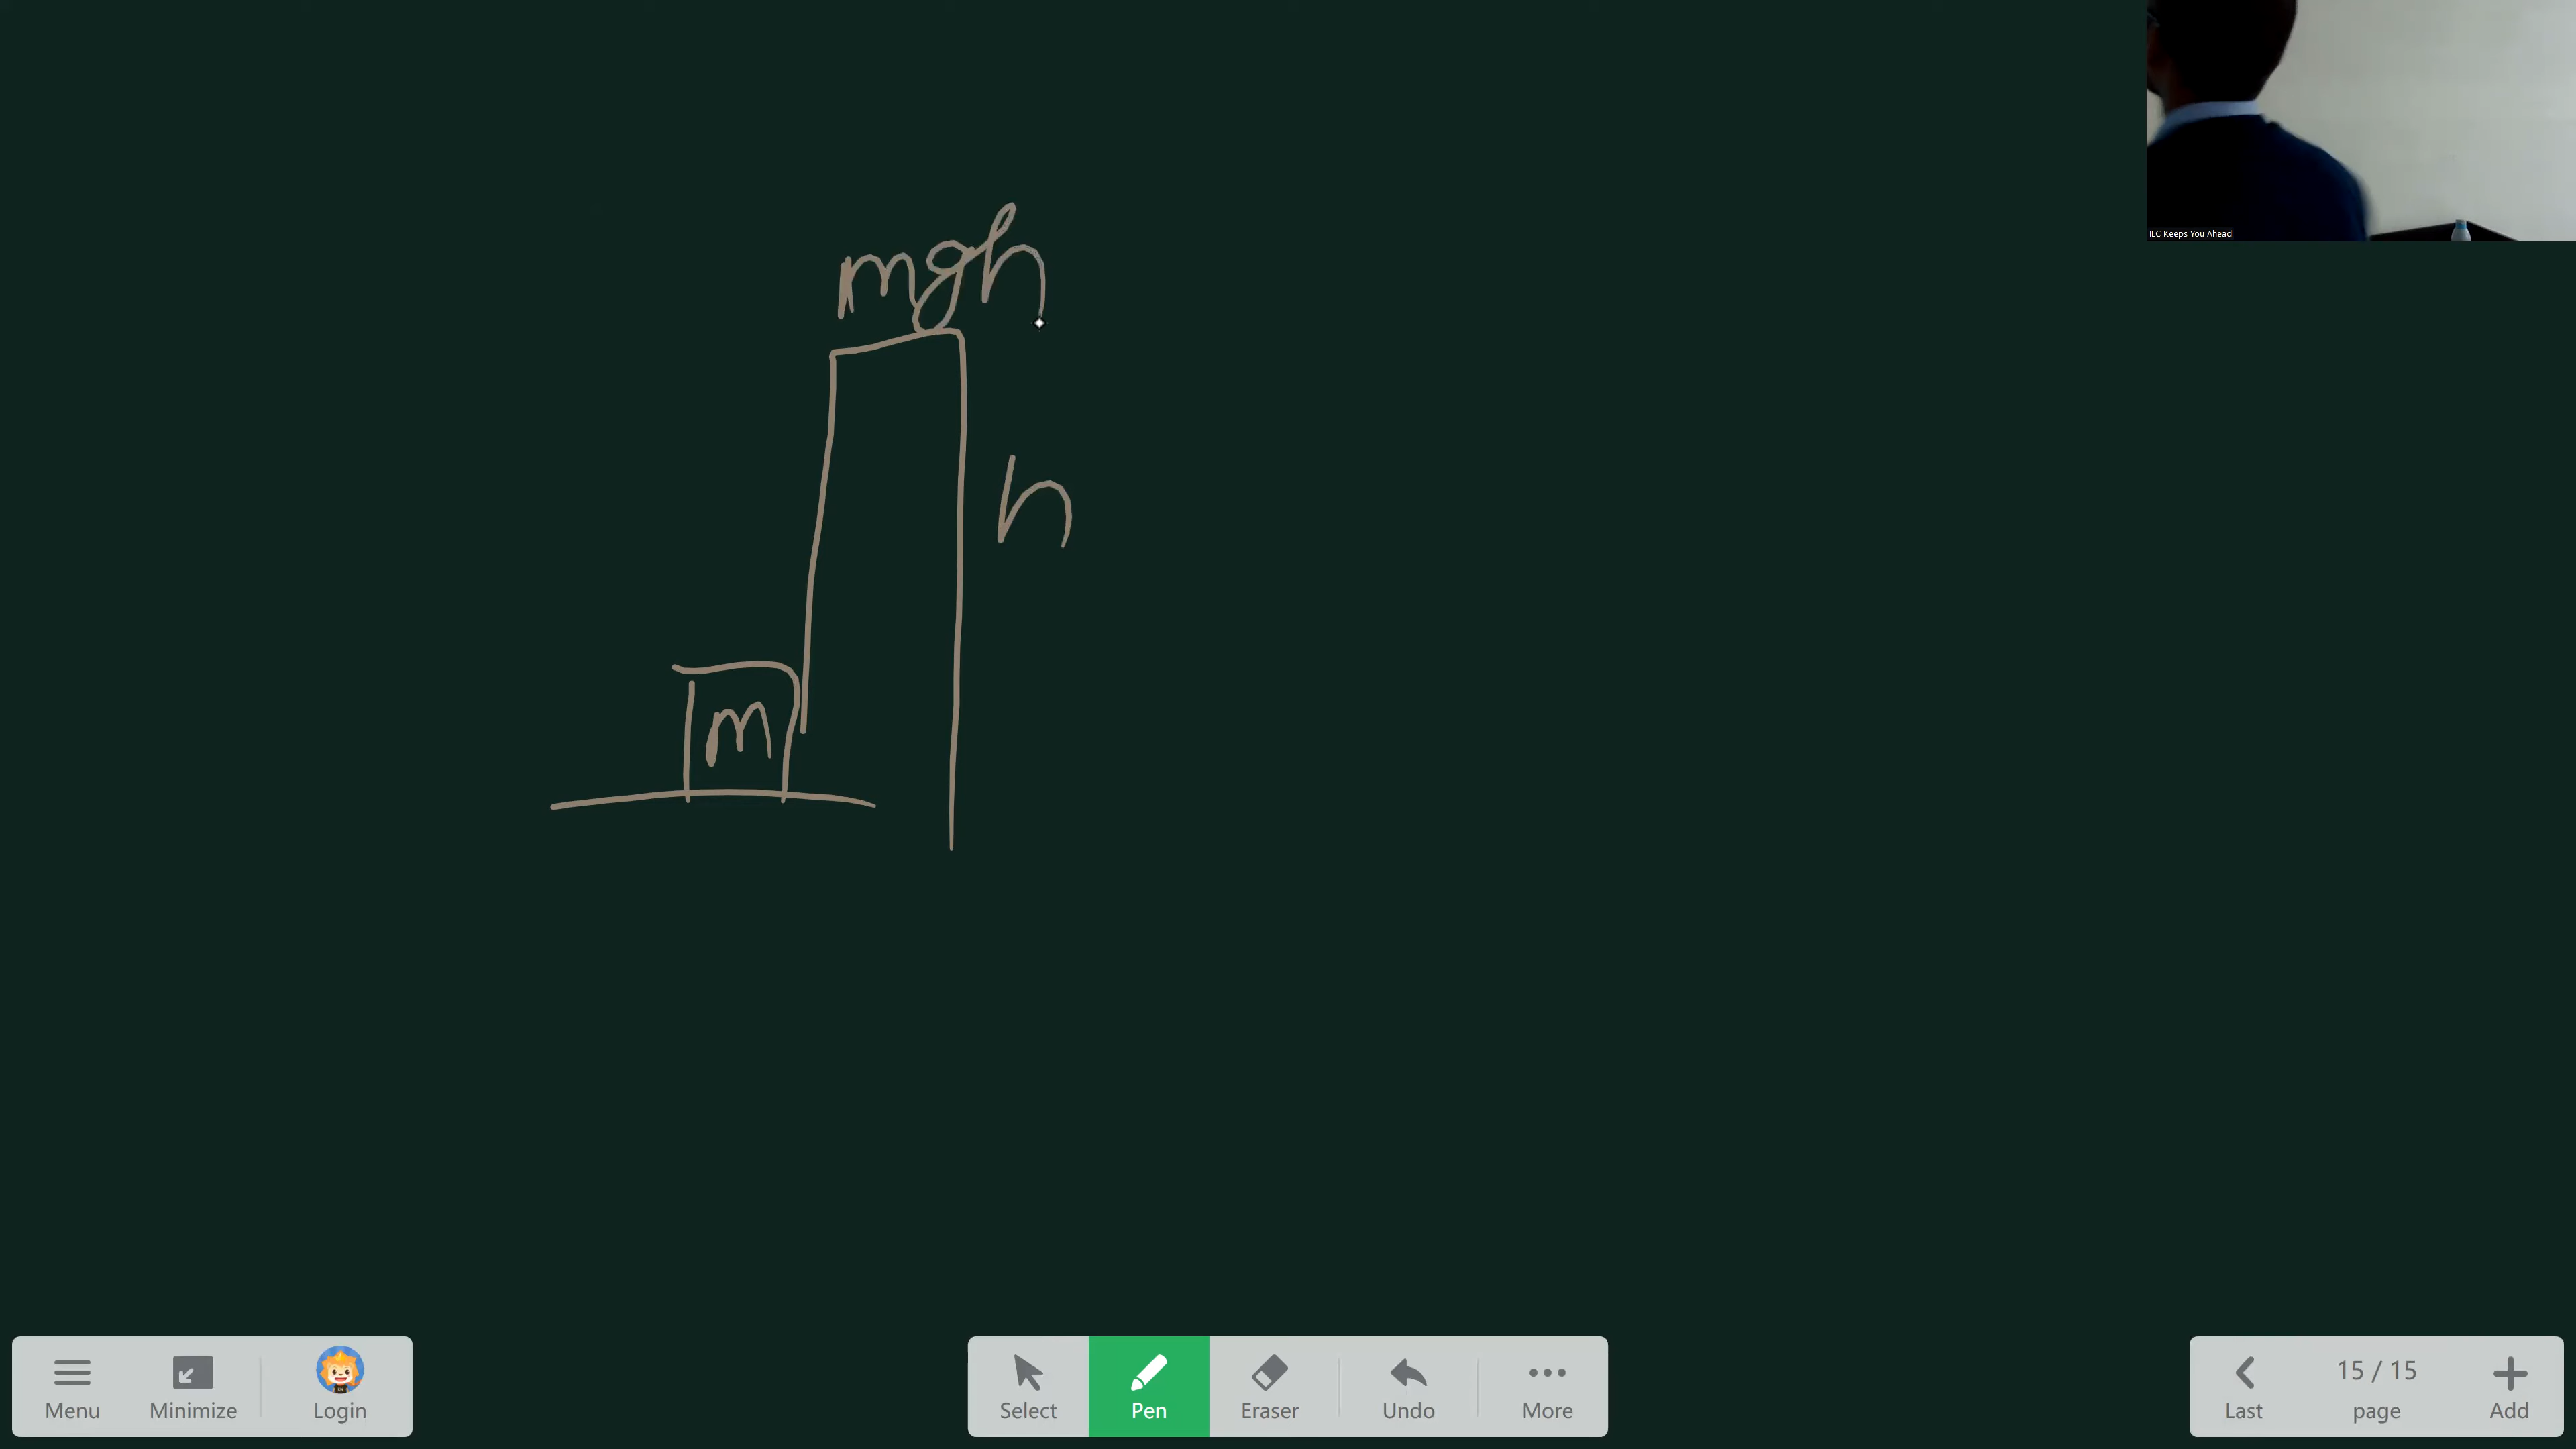 ILC Keeps You Ahead
mgh
h
m
Menu
Minimize
Login
Select
Pen
Eraser
Undo
More
Last
15 / 15
page
Add